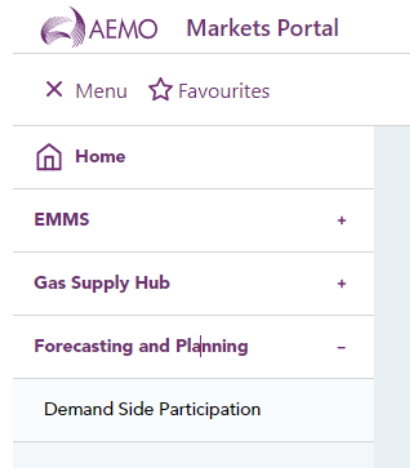 AEMO Markets Portal
× Menu ☆ Favourites
Home
EMMS +
Gas Supply Hub +
Forecasting and Planning –
Demand Side Participation